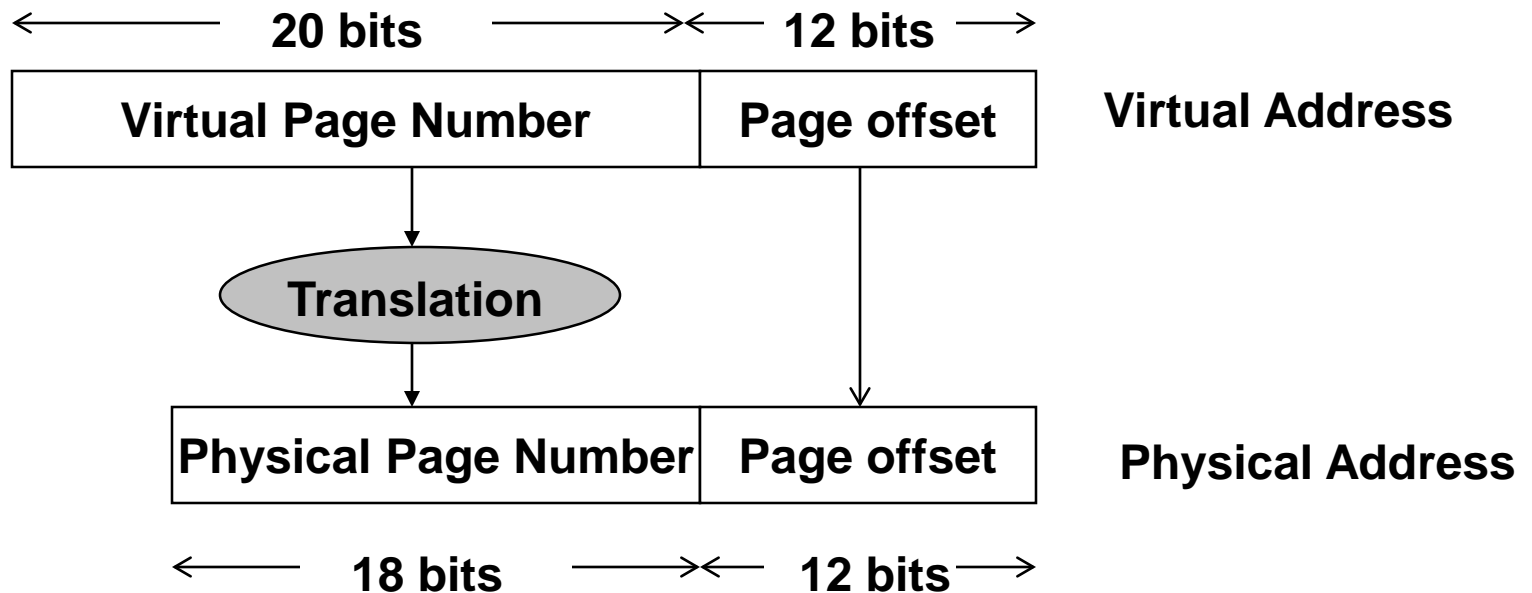 20 bits
12 bits
Virtual Page Number
Page offset
Virtual Address
Translation
Physical Page Number
Page offset
Physical Address
18 bits
12 bits